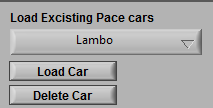 Load Excisting Pace cars
Lambo
Load Car
Delete Car